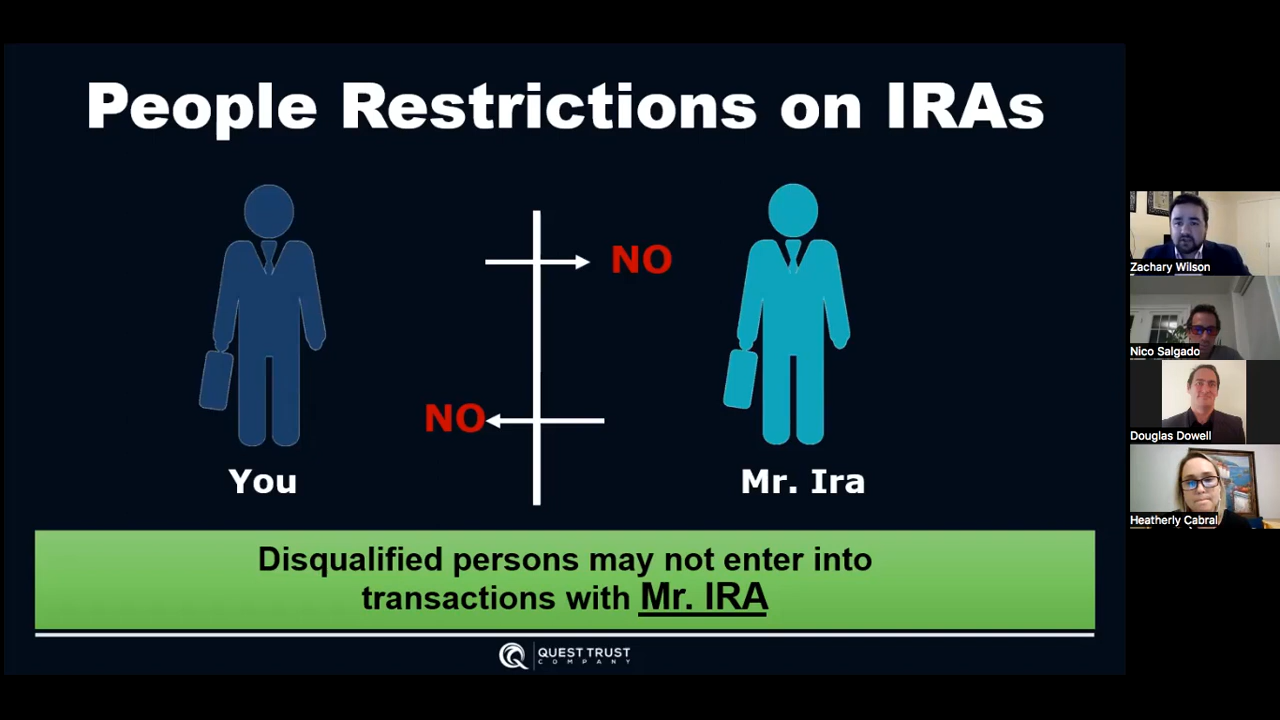 People Restrictions on IRAs
NO
NO
You
Mr. Ira
Disqualified persons may not enter into
transactions with Mr. IRA
QUEST TRUST
COMPANY
Zachary Wilson
Nico Salgado
Douglas Dowell
Heatherly Cabral